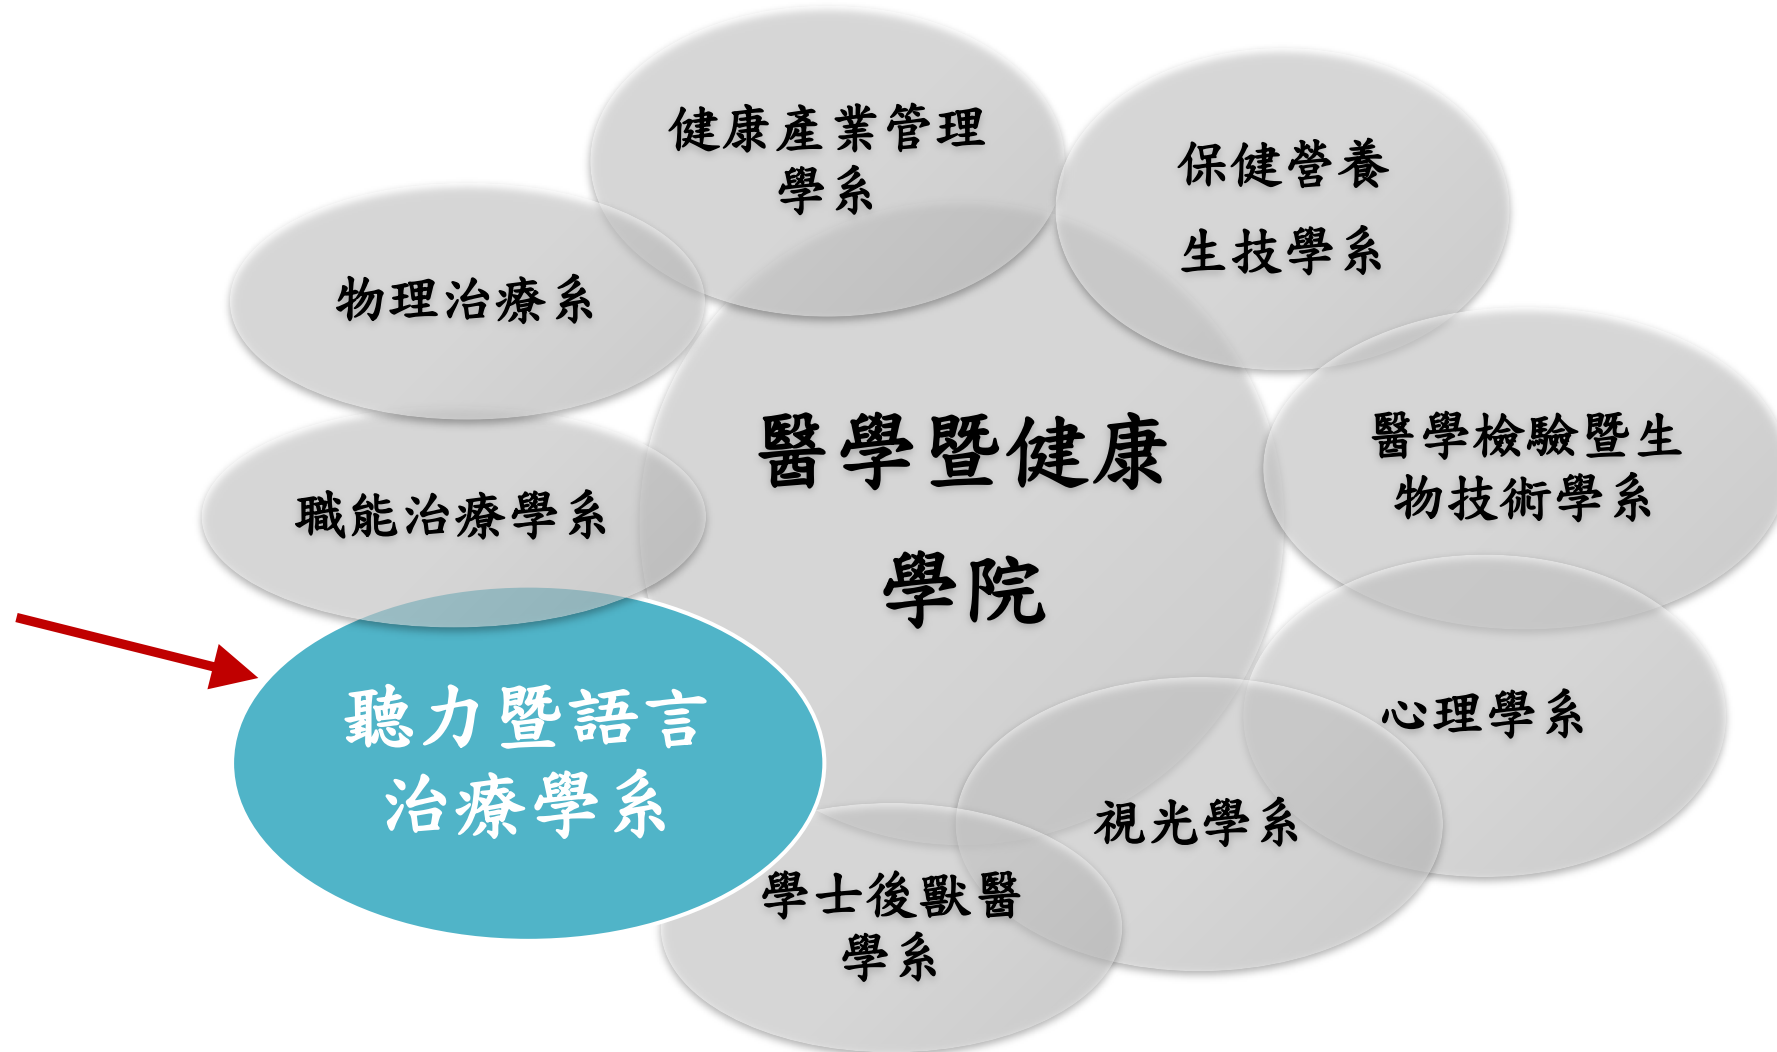 健康產業管理
學系
保健營養
生技學系
物理治療系
醫學暨健康
學院
醫學檢驗暨生
物技術學系
職能治療學系
聽力暨語言
治療學系
心理學系
視光學系
學士後獸醫
學系